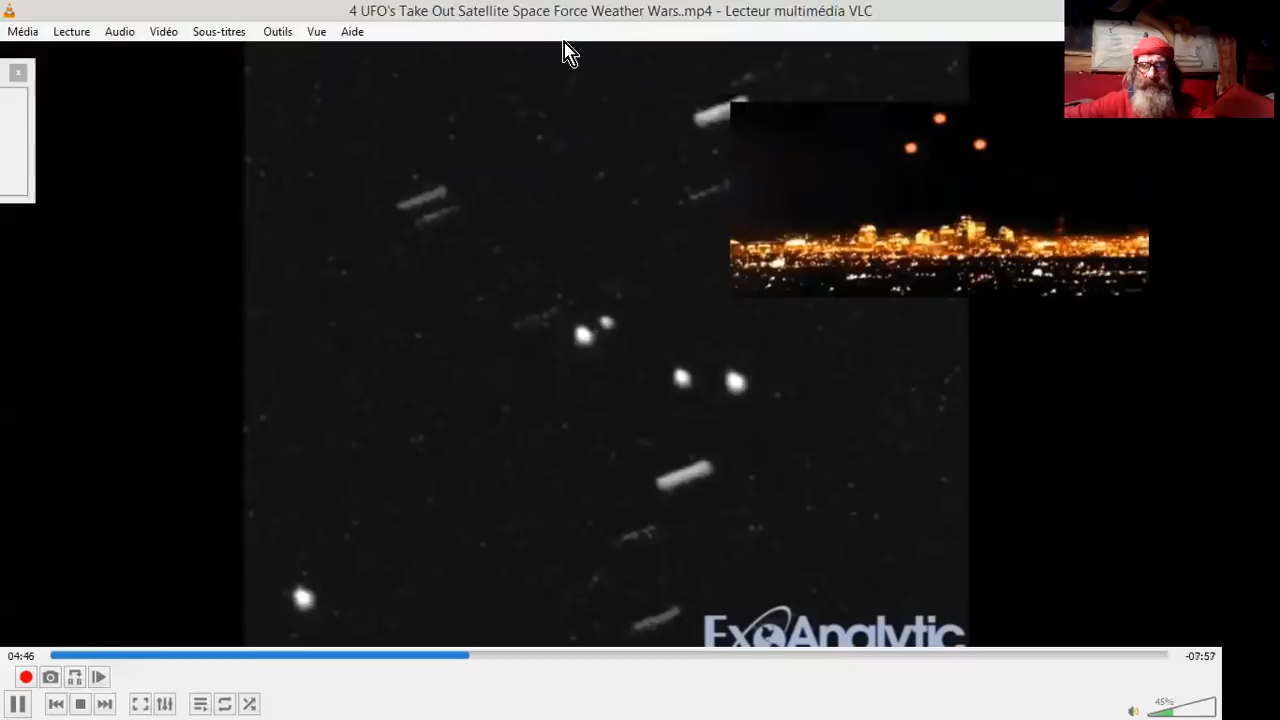 4 UFO's Take Out Satellite Space Force Weather Wars..mp4 - Lecteur multimédia VLC
Média Lecture Audio Vidéo Sous-titres Outils Vue Aide
x
ExoAnalytic
04:46
-07:57
45%